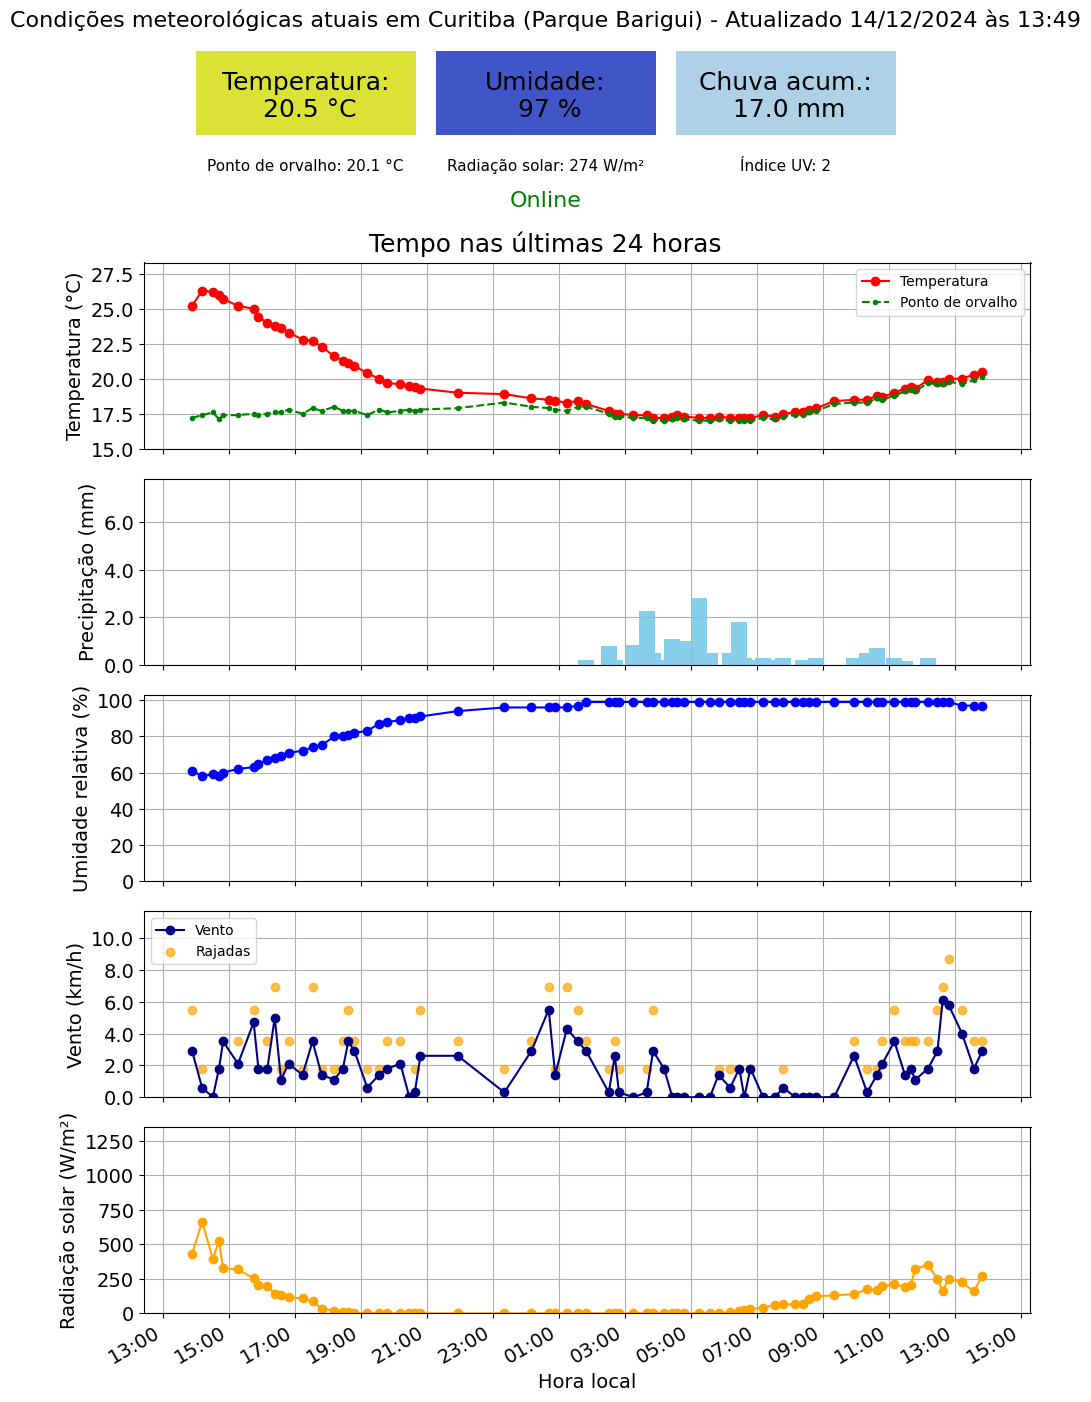 Condições meteorológicas atuais em Curitiba (Parque Barigui) - Atualizado 14/12/2024 às 13:49
Temperatura:
20.5 °C
Umidade:
97 %
Chuva acum.:
17.0 mm
Ponto de orvalho: 20.1 °C
Radiação solar: 274 W/m²
Índice UV: 2
Online
Tempo nas últimas 24 horas
Temperatura (°C)
27.5
25.0
22.5
20.0
17.5
15.0
Temperatura
Ponto de orvalho
Precipitação (mm)
6.0
4.0
2.0
0.0
Umidade relativa (%)
100
80
60
40
20
0
Vento (km/h)
10.0
8.0
6.0
4.0
2.0
0.0
Vento
Rajadas
Radiação solar (W/m²)
1250
1000
750
500
250
0
13:00 15:00 17:00 19:00 21:00 23:00 01:00 03:00 05:00 07:00 09:00 11:00 13:00 15:00
Hora local